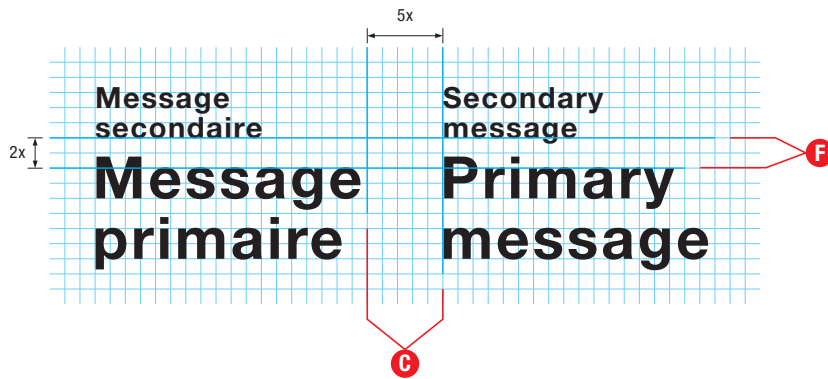 5x
Message
secondaire
Secondary
message
2x
F
Message
primaire
Primary
message
C